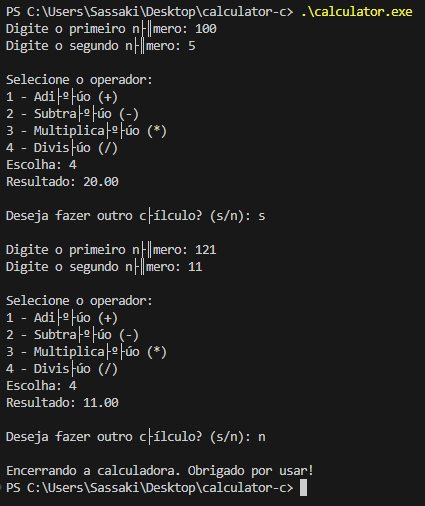 PS C:\Users\Sassaki\Desktop\calculator-c> .\calculator.exe
Digite o primeiro n├║mero: 100
Digite o segundo n├║mero: 5
Selecione o operador:
1 - Adi├º├úo (+)
2 - Subtra├º├úo (-)
3 - Multiplica├º├úo (*)
4 - Divis├úo (/)
Escolha: 4
Resultado: 20.00
Deseja fazer outro c├ílculo? (s/n): s
Digite o primeiro n├║mero: 121
Digite o segundo n├║mero: 11
Selecione o operador:
1 - Adi├º├úo (+)
2 - Subtra├º├úo (-)
3 - Multiplica├º├úo (*)
4 - Divis├úo (/)
Escolha: 4
Resultado: 11.00
Deseja fazer outro c├ílculo? (s/n): n
Encerrando a calculadora. Obrigado por usar!
PS C:\Users\Sassaki\Desktop\calculator-c>